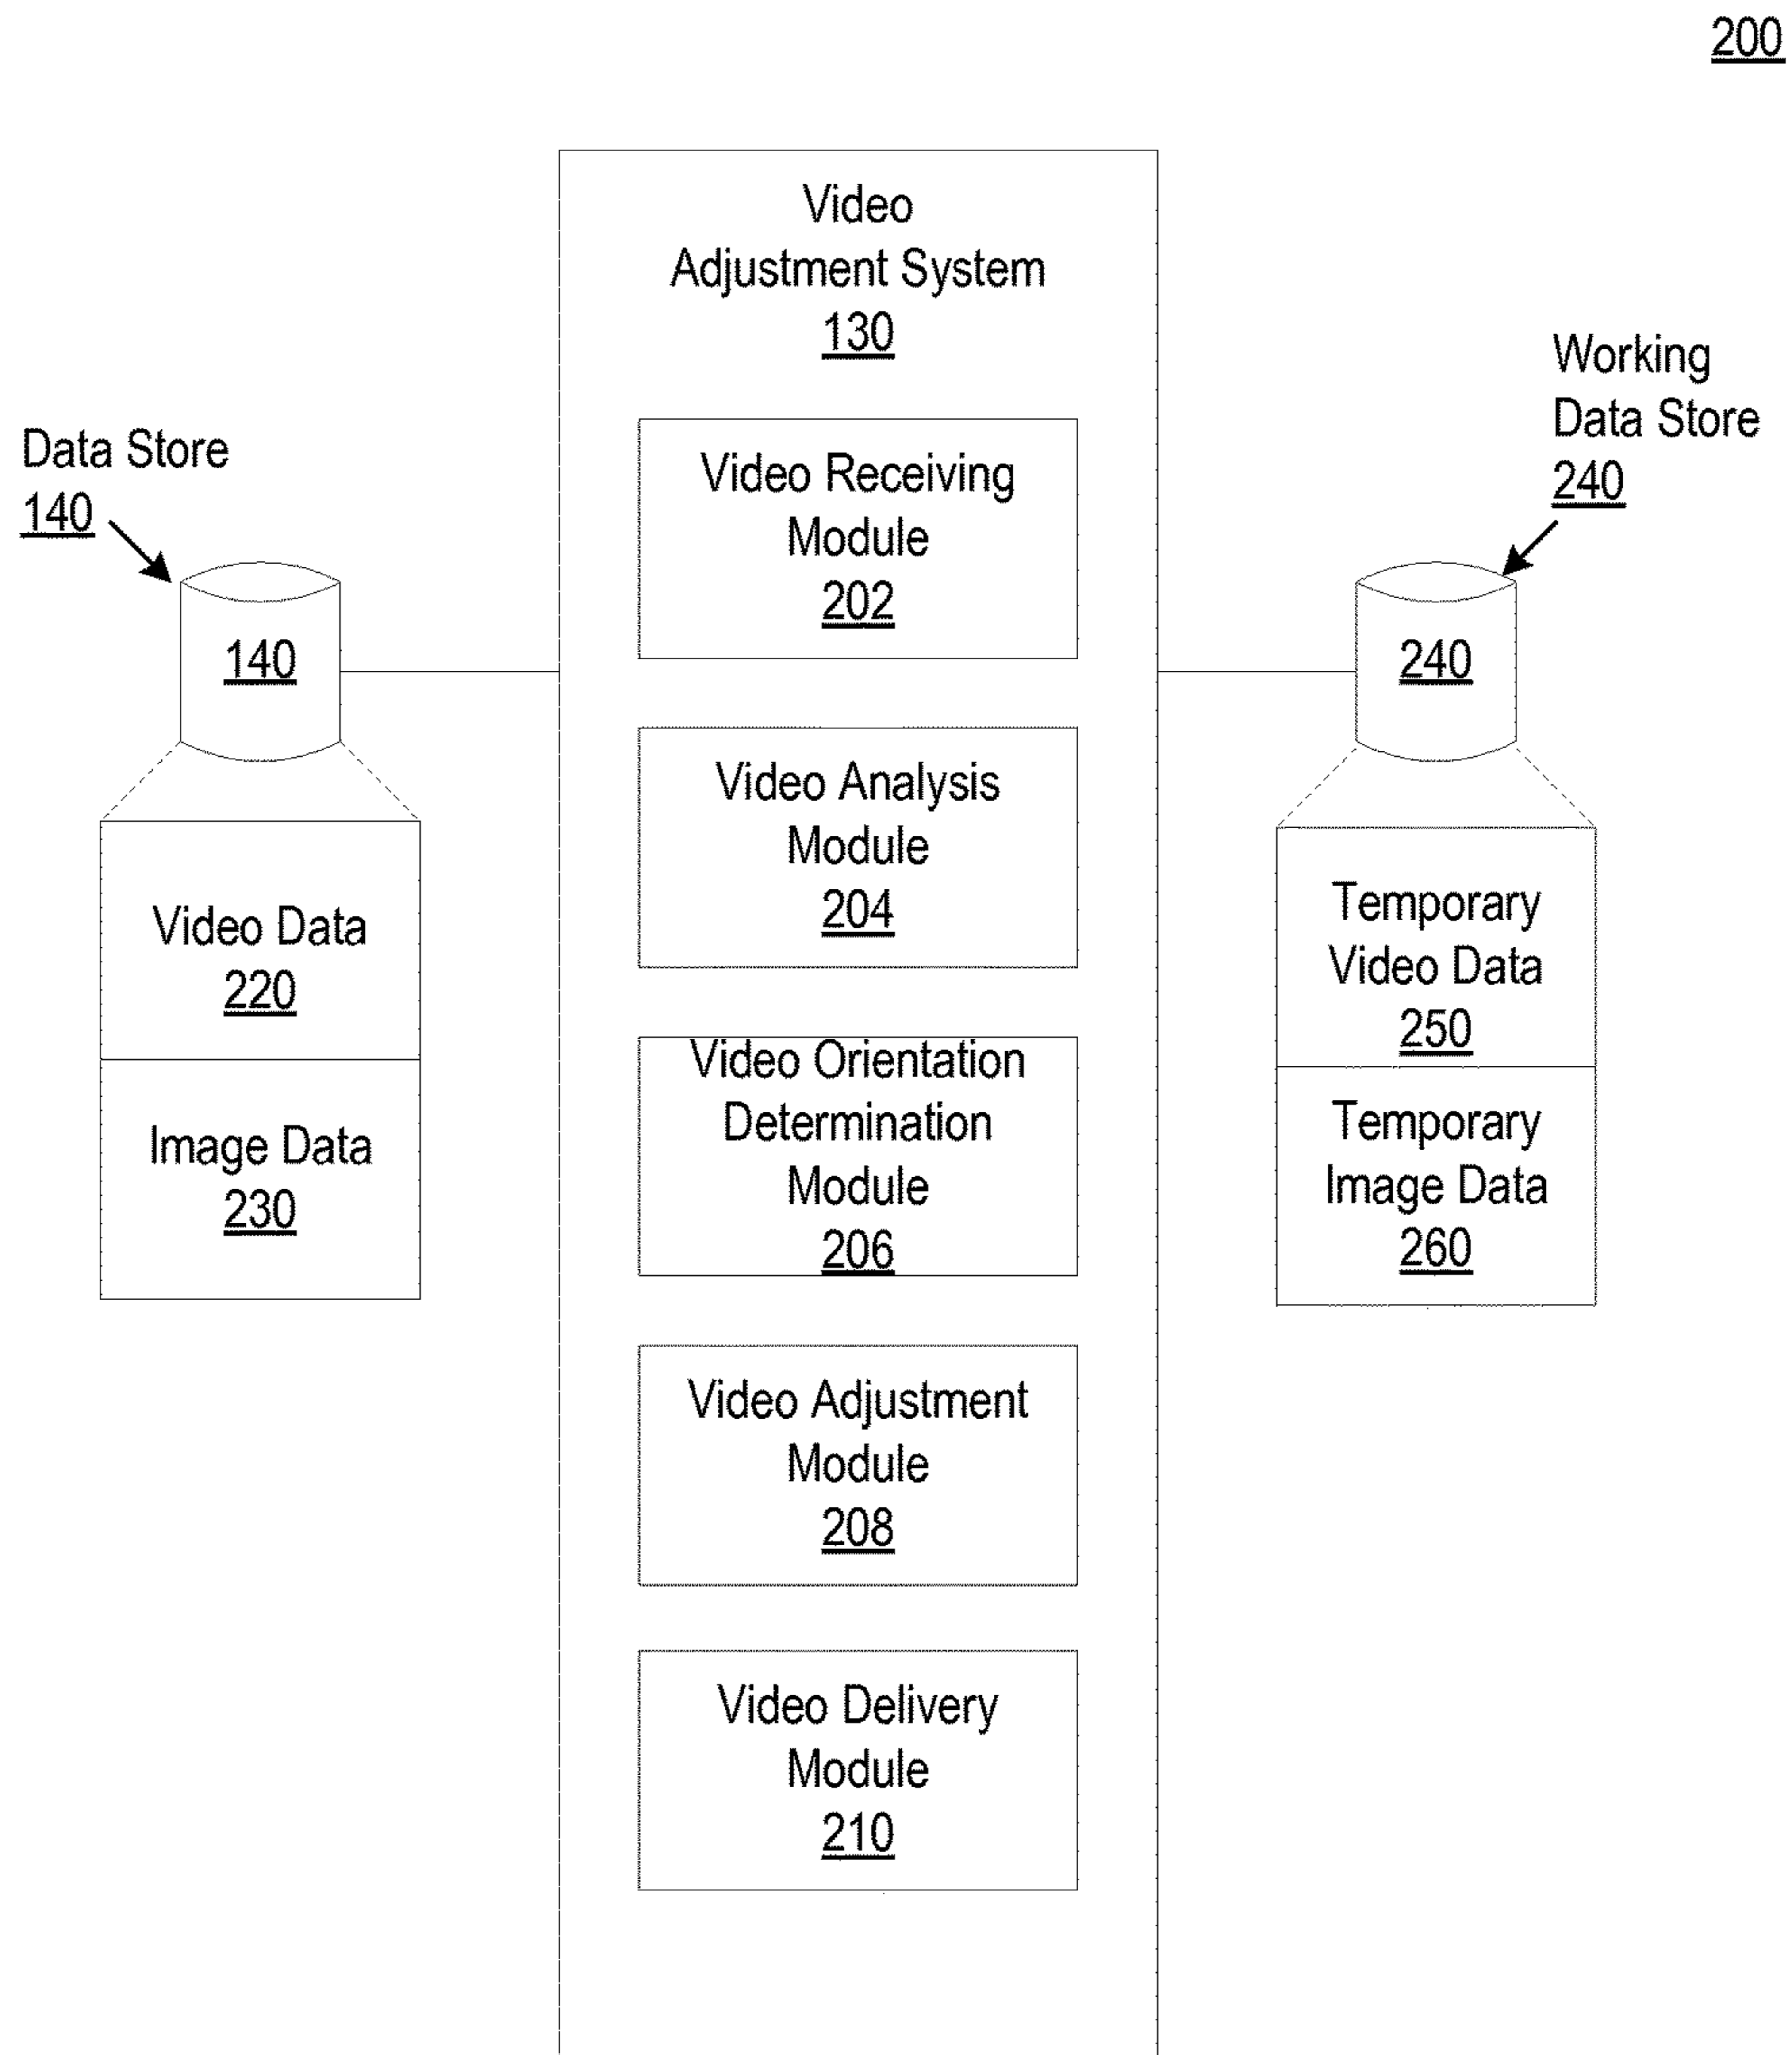 200
Video
Adjustment System
130
Data Store
140
140
Video Data
220
Image Data
230
Video Receiving
Module
202
Video Analysis
Module
204
Video Orientation
Determination
Module
206
Video Adjustment
Module
208
Video Delivery
Module
210
Working
Data Store
240
240
Temporary
Video Data
250
Temporary
Image Data
260